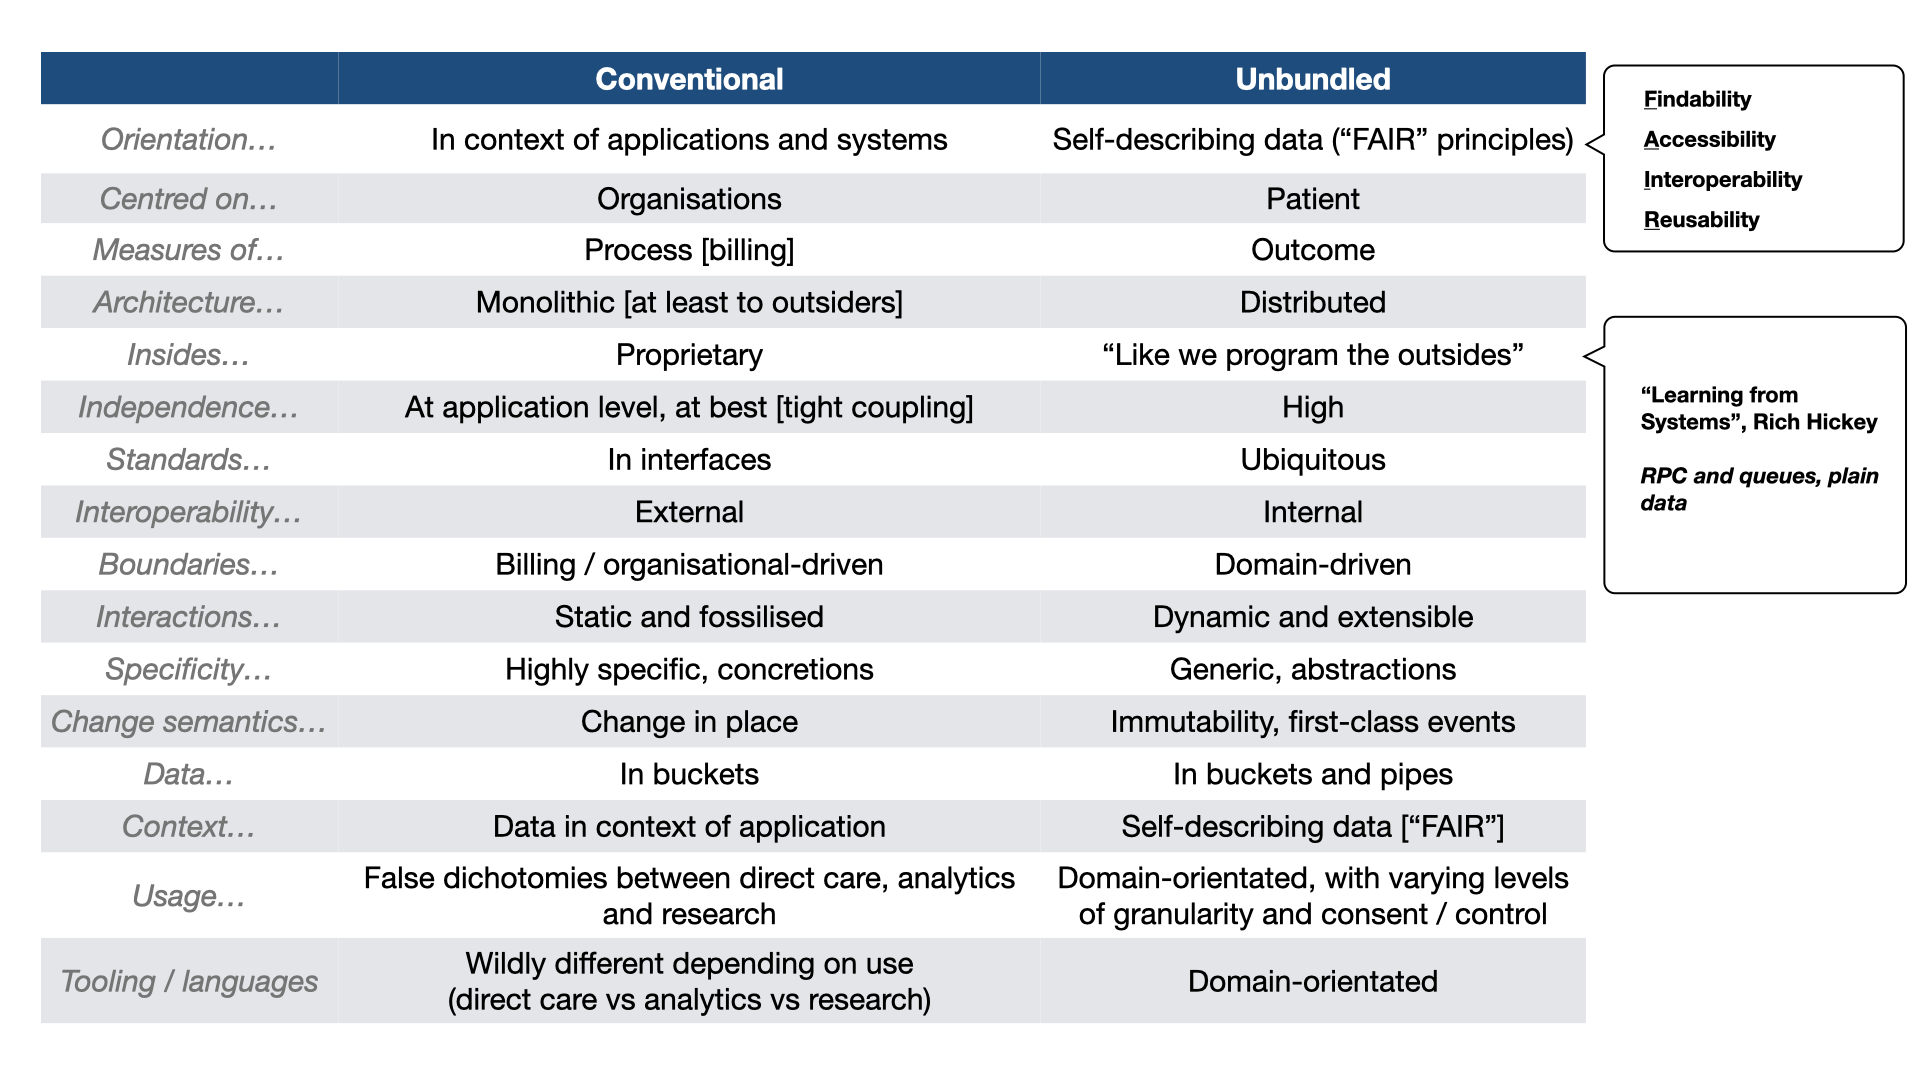 Conventional
Unbundled
Orientation…
In context of applications and systems
Self-describing data (“FAIR” principles)
Centred on…
Organisations
Patient
Measures of…
Process [billing]
Outcome
Architecture…
Monolithic [at least to outsiders]
Distributed
Insides…
Proprietary
“Like we program the outsides”
Independence…
At application level, at best [tight coupling]
High
Standards…
In interfaces
Ubiquitous
Interoperability…
External
Internal
Boundaries…
Billing / organisational-driven
Domain-driven
Interactions…
Static and fossilised
Dynamic and extensible
Specificity…
Highly specific, concretions
Generic, abstractions
Change semantics…
Change in place
Immutability, first-class events
Data…
In buckets
In buckets and pipes
Context…
Data in context of application
Self-describing data [“FAIR”]
Usage…
False dichotomies between direct care, analytics
and research
Domain-orientated, with varying levels
of granularity and consent / control
Tooling / languages
Wildly different depending on use
(direct care vs analytics vs research)
Domain-orientated
Findability
Accessibility
Interoperability
Reusability
“Learning from
Systems”, Rich Hickey
RPC and queues, plain
data